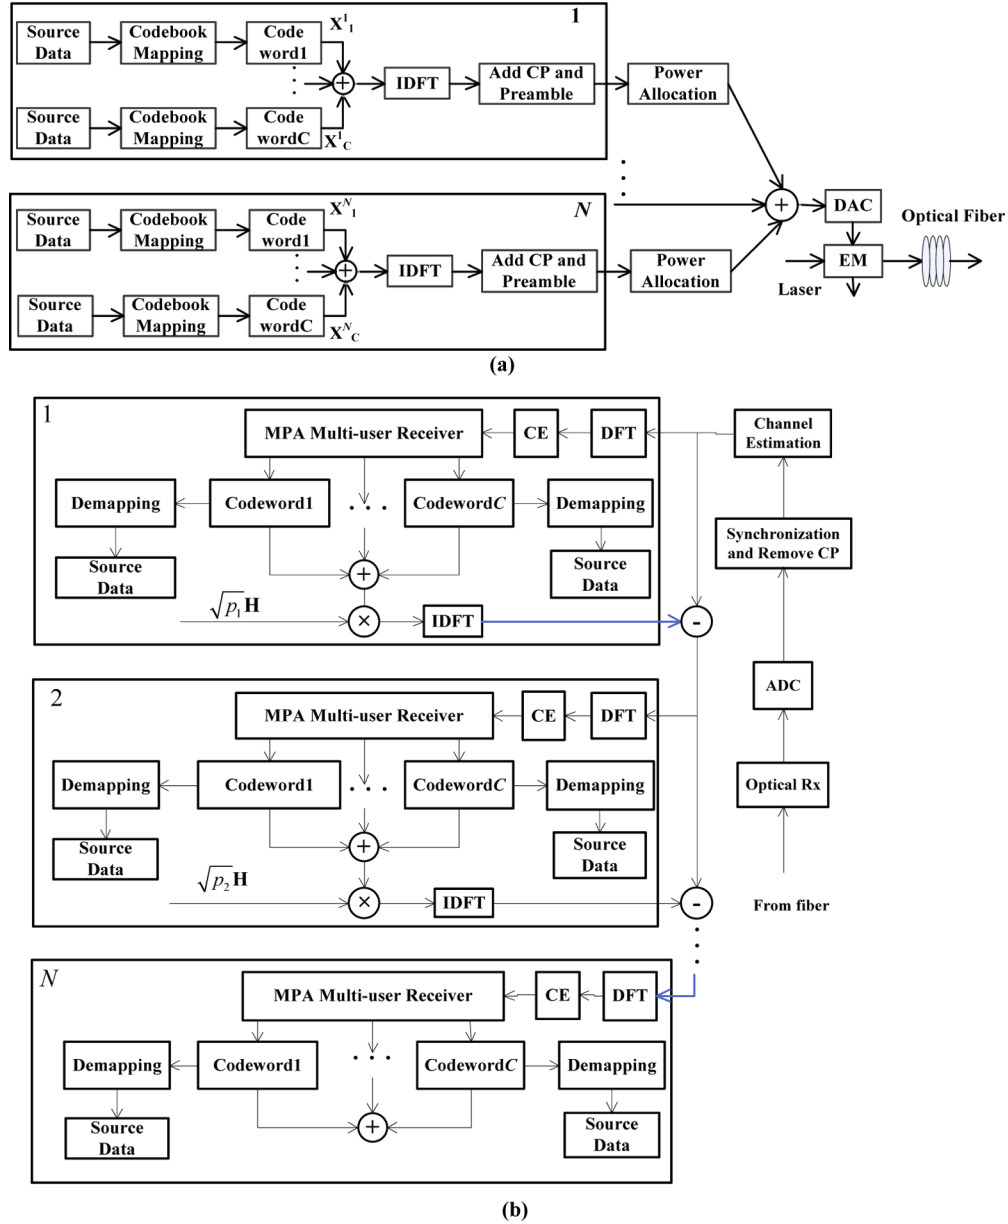 1
Source
Data
Codebook
Mapping
Code
word1
X¹₁
IDFT
Add CP and
Preamble
Power
Allocation
Source
Data
Codebook
Mapping
Code
wordC
X¹C
+
N
Source
Data
Codebook
Mapping
Code
word1
Xᴺ₁
IDFT
Add CP and
Preamble
Power
Allocation
Source
Data
Codebook
Mapping
Code
wordC
XᴺC
+
+
DAC
EM
Laser
Optical Fiber
(a)
1
MPA Multi-user Receiver
CE
DFT
Channel
Estimation
Demapping
Codeword1
CodewordC
Demapping
Source
Data
Source
Data
+
√p₁H
×
IDFT
-
Synchronization
and Remove CP
ADC
Optical Rx
From fiber
2
MPA Multi-user Receiver
CE
DFT
Demapping
Codeword1
CodewordC
Demapping
Source
Data
Source
Data
+
√p₂H
×
IDFT
-
N
MPA Multi-user Receiver
CE
DFT
Demapping
Codeword1
CodewordC
Demapping
Source
Data
Source
Data
+
(b)